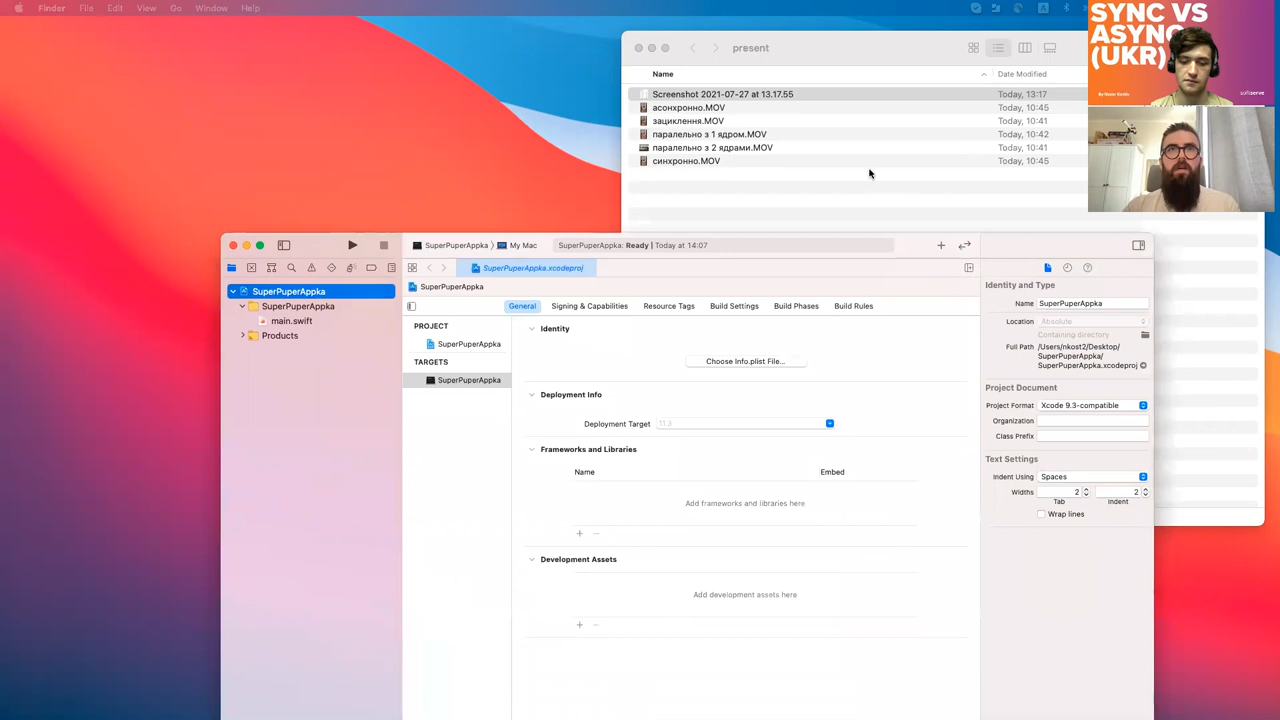 Finder File Edit View Go Window Help
SYNC VS
ASYNC
(UKR)
By Nazar Kostiv
softserve
present
Name
Date Modified
Screenshot 2021-07-27 at 13.17.55
Today, 13:17
асонхронно.MOV
Today, 10:45
зациклення.MOV
Today, 10:41
паралельно з 1 ядром.MOV
Today, 10:42
паралельно з 2 ядрами.MOV
Today, 10:41
синхронно.MOV
Today, 10:45
SuperPuperAppka
My Mac
SuperPuperAppka: Ready | Today at 14:07
SuperPuperAppka
SuperPuperAppka
main.swift
Products
SuperPuperAppka.xcodeproj
SuperPuperAppka
General
Signing & Capabilities
Resource Tags
Build Settings
Build Phases
Build Rules
PROJECT
SuperPuperAppka
TARGETS
SuperPuperAppka
Identity
Choose Info.plist File...
Deployment Info
Deployment Target
11.3
Frameworks and Libraries
Name
Embed
Add frameworks and libraries here
Development Assets
Add development assets here
Identity and Type
Name SuperPuperAppka
Location Absolute
Containing directory
Full Path /Users/nkost2/Desktop/
SuperPuperAppka/
SuperPuperAppka.xcodeproj
Project Document
Project Format Xcode 9.3-compatible
Organization
Class Prefix
Text Settings
Indent Using Spaces
Widths 2 2
Tab Indent
Wrap lines